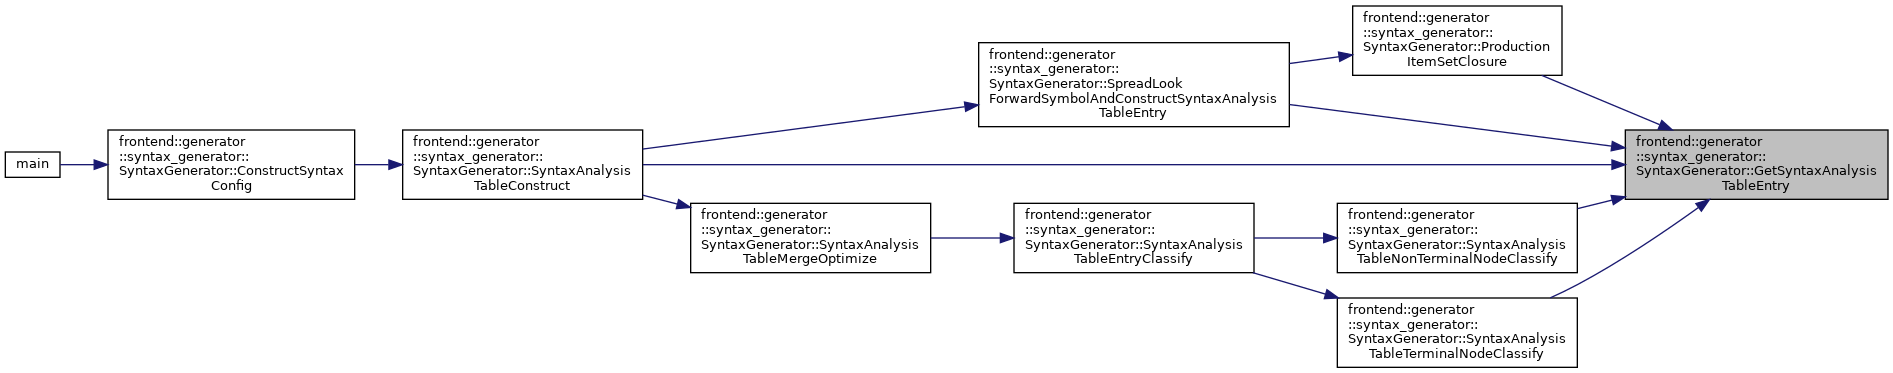 main
frontend::generator
::syntax_generator::
SyntaxGenerator::ConstructSyntax
Config
frontend::generator
::syntax_generator::
SyntaxGenerator::SyntaxAnalysis
TableConstruct
frontend::generator
::syntax_generator::
SyntaxGenerator::SpreadLook
ForwardSymbolAndConstructSyntaxAnalysis
TableEntry
frontend::generator
::syntax_generator::
SyntaxGenerator::Production
ItemSetClosure
frontend::generator
::syntax_generator::
SyntaxGenerator::GetSyntaxAnalysis
TableEntry
frontend::generator
::syntax_generator::
SyntaxGenerator::SyntaxAnalysis
TableMergeOptimize
frontend::generator
::syntax_generator::
SyntaxGenerator::SyntaxAnalysis
TableEntryClassify
frontend::generator
::syntax_generator::
SyntaxGenerator::SyntaxAnalysis
TableNonTerminalNodeClassify
frontend::generator
::syntax_generator::
SyntaxGenerator::SyntaxAnalysis
TableTerminalNodeClassify